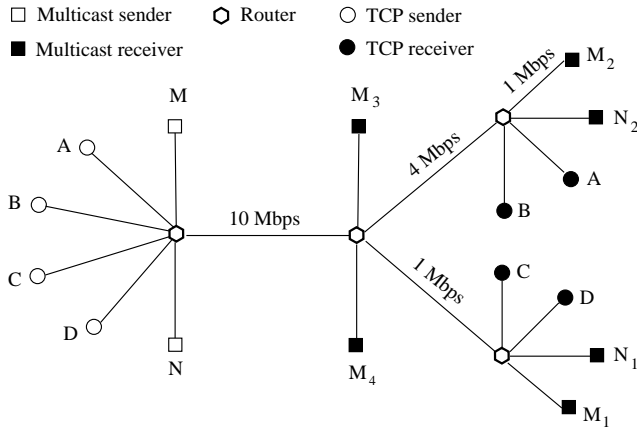 Multicast sender
Router
TCP sender
Multicast receiver
TCP receiver
M
M3
1 Mbps
M2
A
N2
4 Mbps
A
B
B
10 Mbps
C
1 Mbps
C
D
D
N1
N
M4
M1